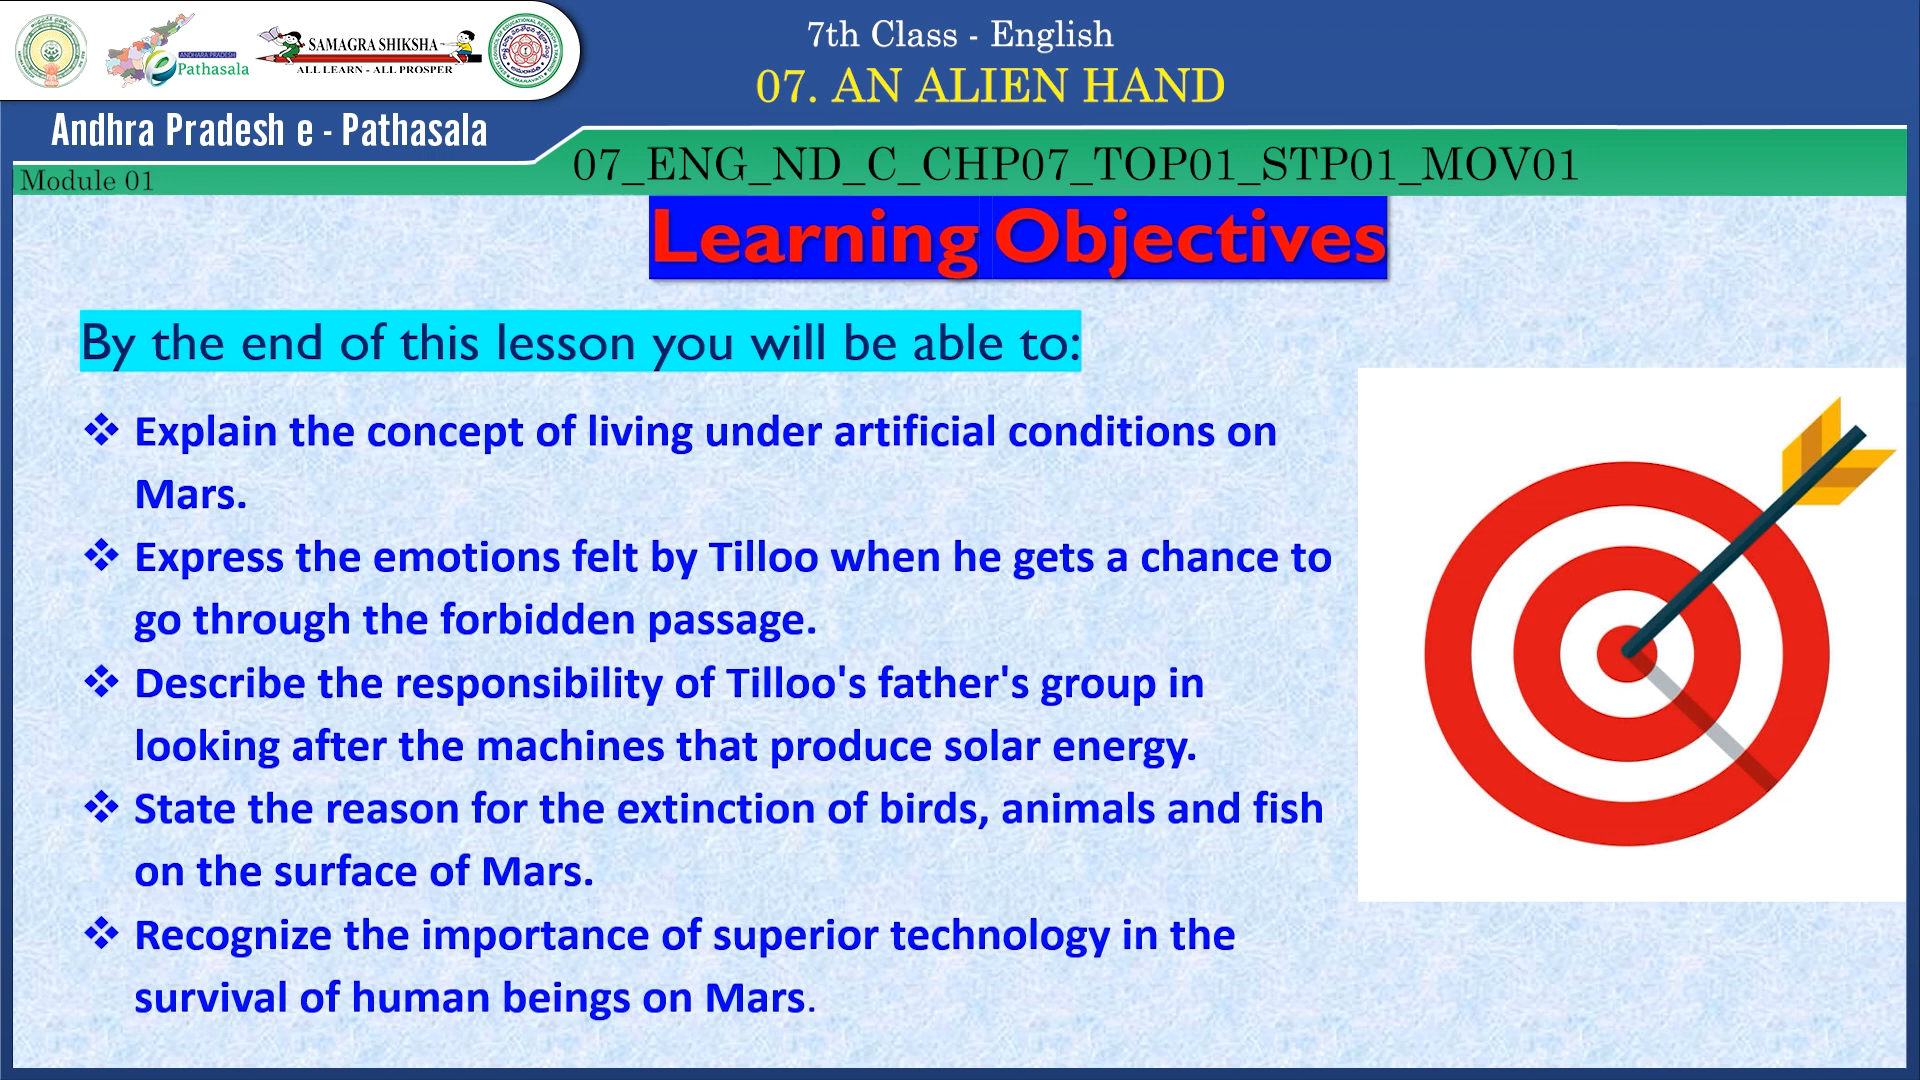 ANDHRA PRADESH
Pathasala
SAMAGRA SHIKSHA
ALL LEARN - ALL PROSPER
7th Class - English
07. AN ALIEN HAND
Andhra Pradesh e - Pathasala
07_ENG_ND_C_CHP07_TOP01_STP01_MOV01
Module 01
Learning Objectives
By the end of this lesson you will be able to:
❖ Explain the concept of living under artificial conditions on
Mars.
❖ Express the emotions felt by Tilloo when he gets a chance to
go through the forbidden passage.
❖ Describe the responsibility of Tilloo's father's group in
looking after the machines that produce solar energy.
❖ State the reason for the extinction of birds, animals and fish
on the surface of Mars.
❖ Recognize the importance of superior technology in the
survival of human beings on Mars.